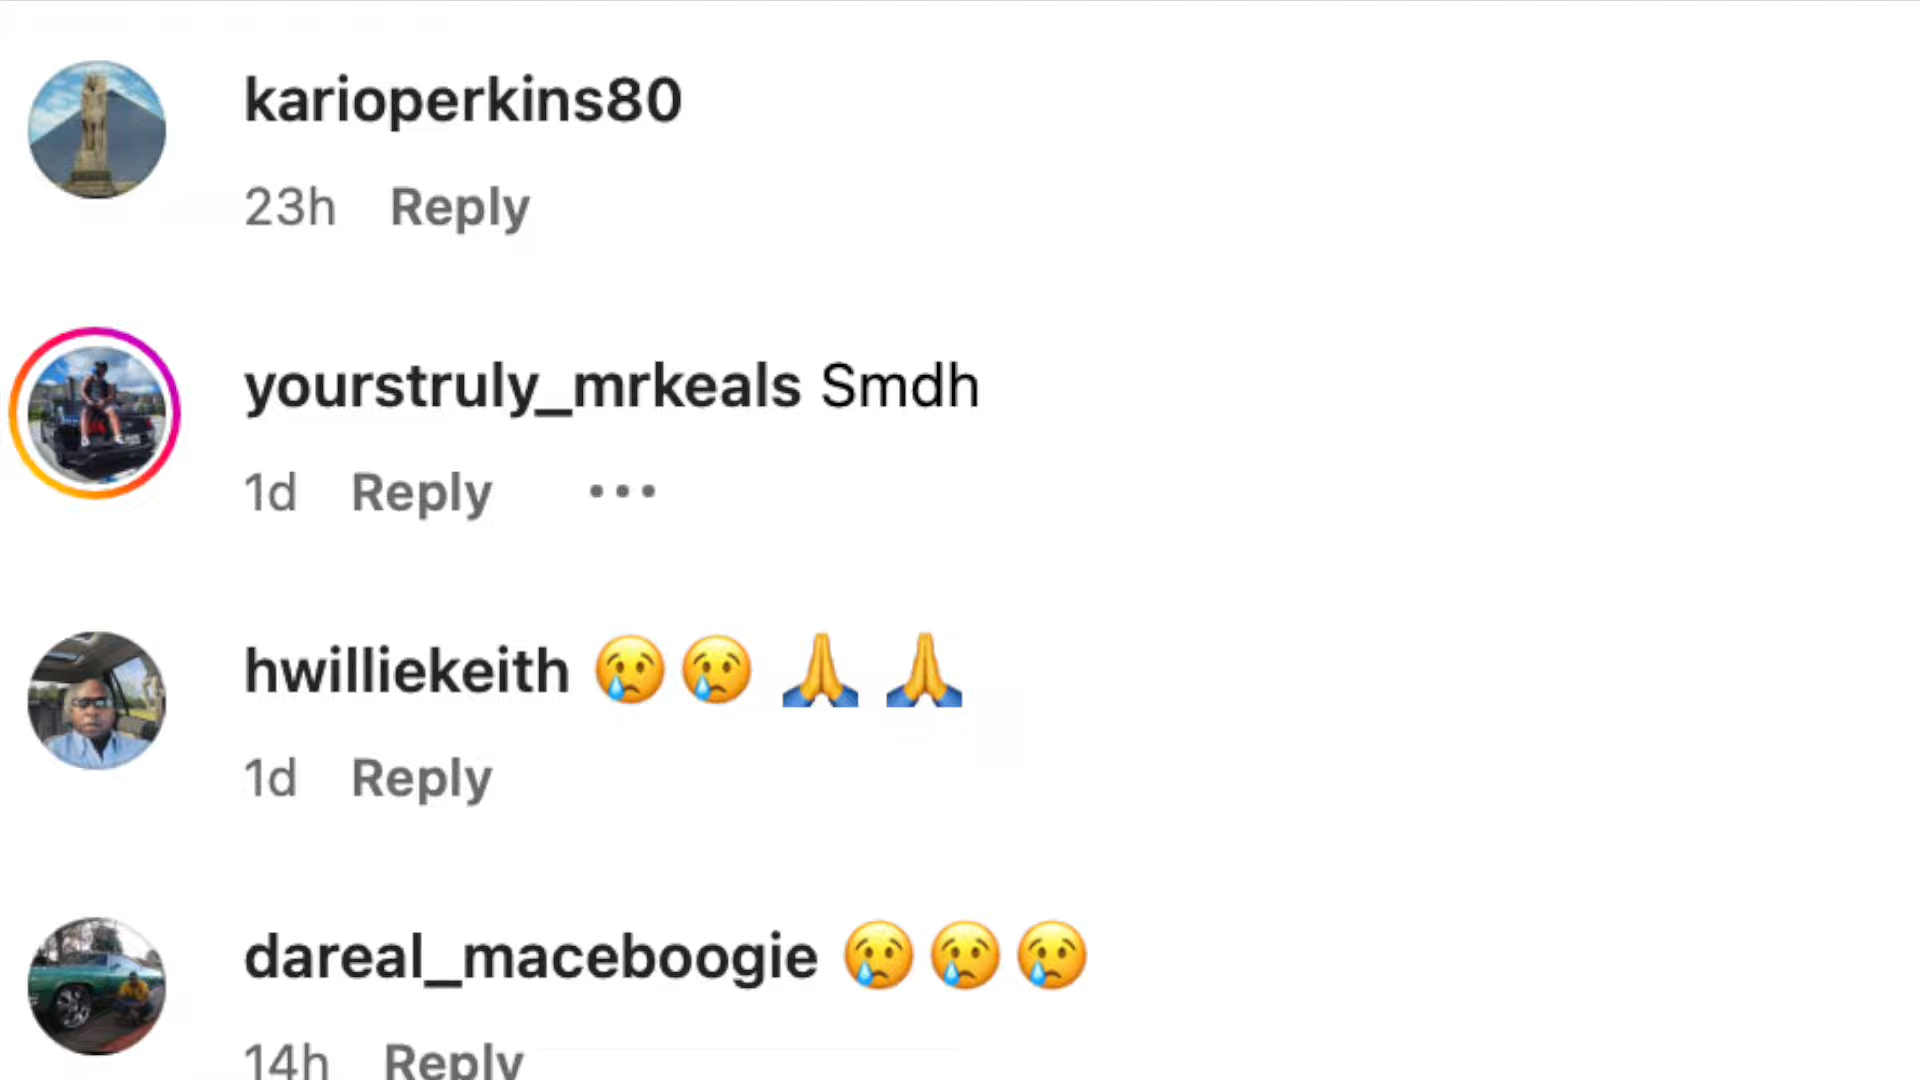 karioperkins80
23h Reply
yourstruly_mrkeals Smdh
1d Reply ...
hwilliekeith 😢😢🙏🙏
1d Reply
dareal_maceboogie 😢😢😢
14h Reply